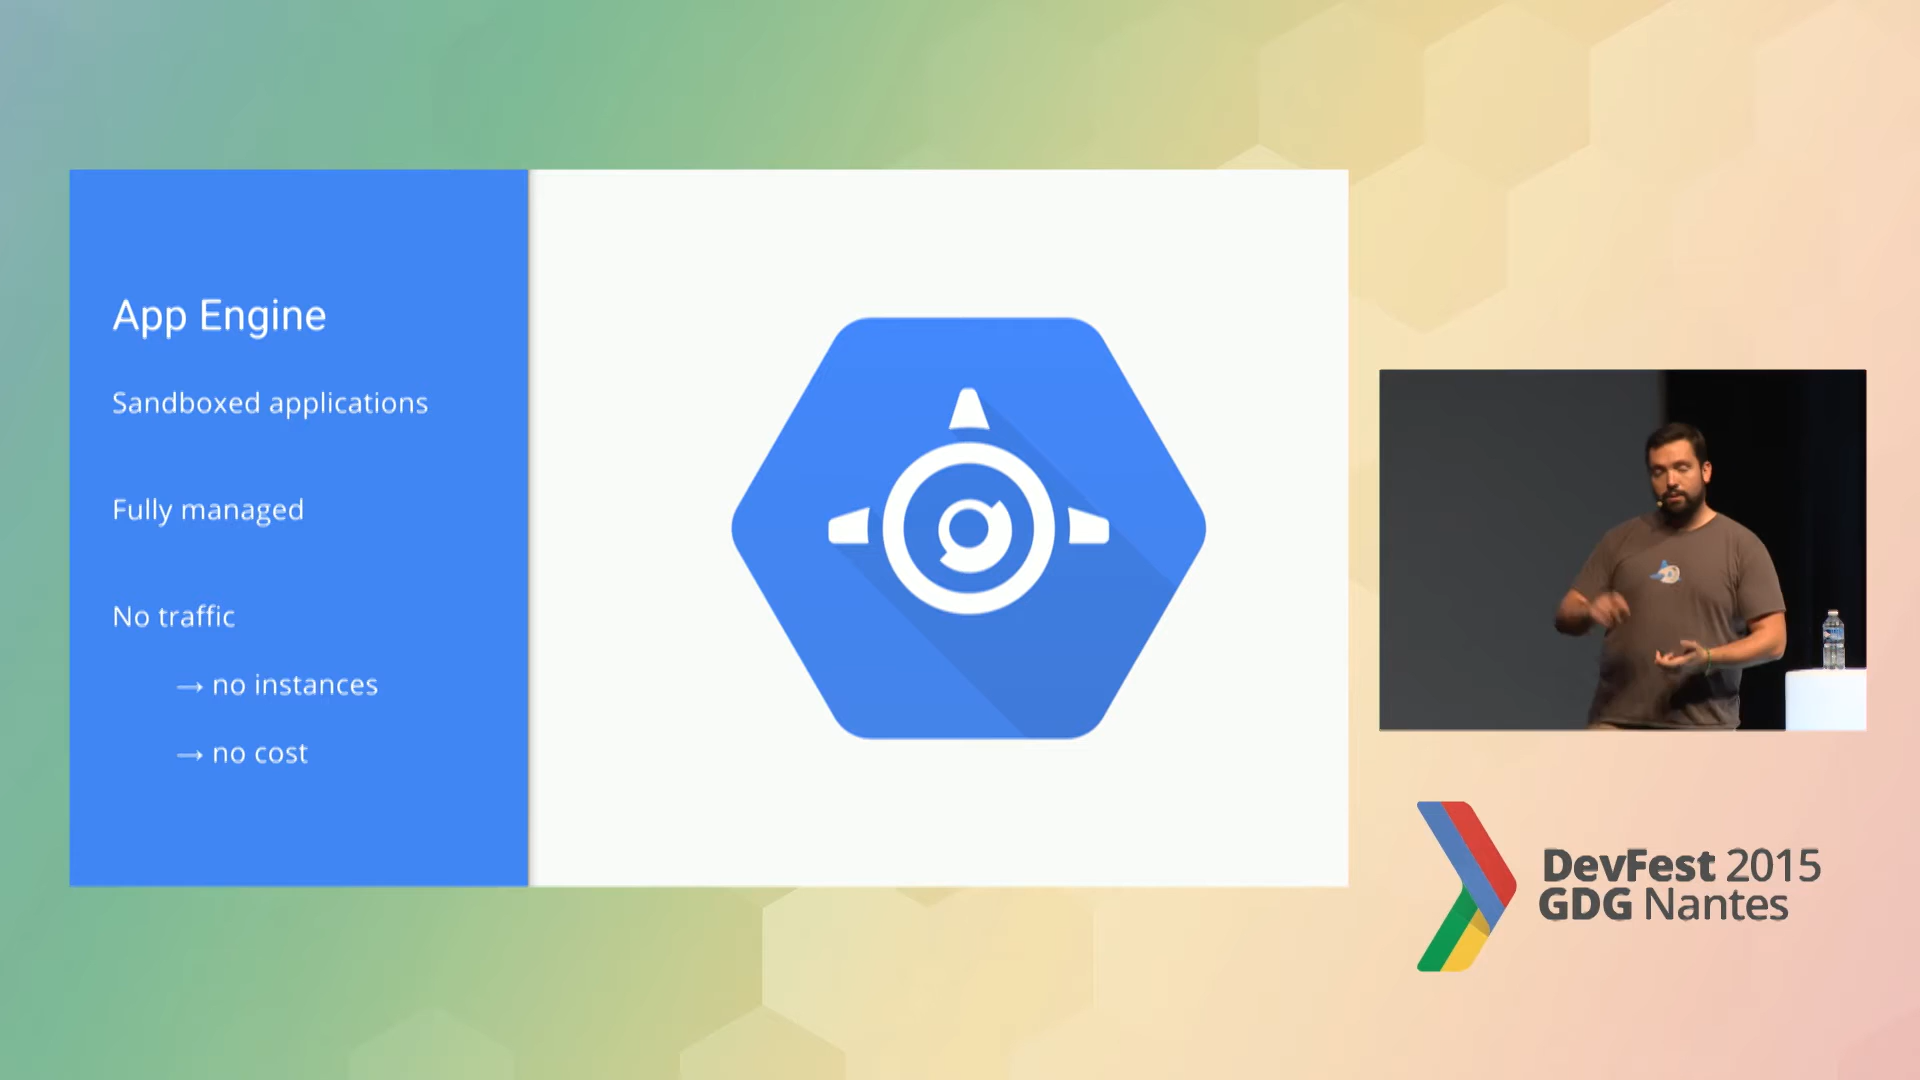 App Engine
Sandboxed applications
Fully managed
No traffic
→ no instances
→ no cost
DevFest 2015
GDG Nantes